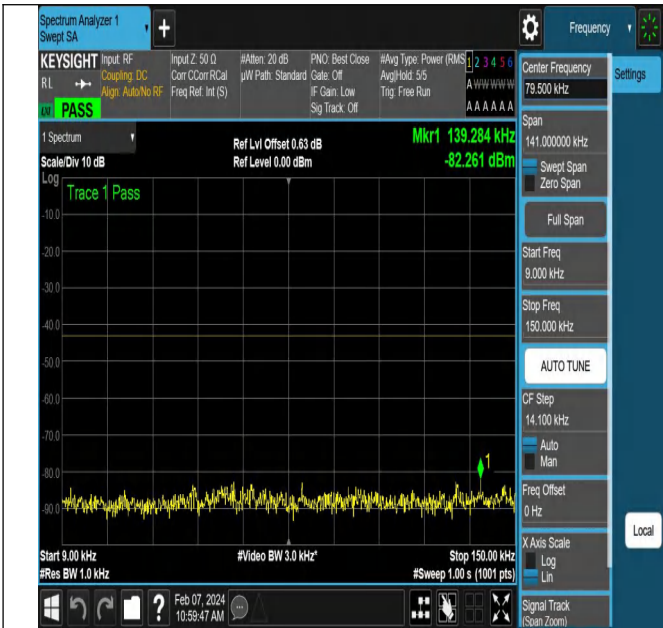 Spectrum Analyzer 1
Swept SA
Frequency
KEYSIGHT
RL
PASS
Input: RF
Coupling: DC
Align: Auto/No RF
Input Z: 50 Ω
Corr CCorr RCal
Freq Ref: Int (S)
#Atten: 20 dB
µW Path: Standard
PNO: Best Close
Gate: Off
IF Gain: Low
Sig Track: Off
#Avg Type: Power (RMS
Avg|Hold: 5/5
Trig: Free Run
1 2 3 4 5 6
A W W W W W
A A A A A A
1 Spectrum
Scale/Div 10 dB
Log
Ref Lvl Offset 0.63 dB
Ref Level 0.00 dBm
Mkr1 139.284 kHz
-82.261 dBm
Trace 1 Pass
-10.0
-20.0
-30.0
-40.0
-50.0
-60.0
-70.0
-80.0
-90.0
1
Start 9.00 kHz
#Res BW 1.0 kHz
#Video BW 3.0 kHz*
Stop 150.00 kHz
#Sweep 1.00 s (1001 pts)
Feb 07, 2024
10:59:47 AM
Center Frequency
79.500 kHz
Settings
Span
141.000000 kHz
Swept Span
Zero Span
Full Span
Start Freq
9.000 kHz
Stop Freq
150.000 kHz
AUTO TUNE
CF Step
14.100 kHz
Auto
Man
Freq Offset
0 Hz
Local
X Axis Scale
Log
Lin
Signal Track
(Span Zoom)